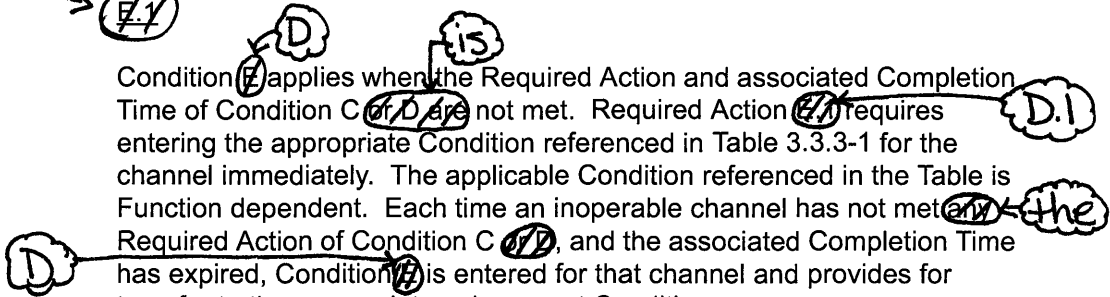 E.1
D is
Condition E applies when the Required Action and associated Completion
Time of Condition C or D are not met. Required Action E.1 requires D.1
entering the appropriate Condition referenced in Table 3.3.3-1 for the
channel immediately. The applicable Condition referenced in the Table is
Function dependent. Each time an inoperable channel has not met any the
Required Action of Condition C or D, and the associated Completion Time
D has expired, Condition E is entered for that channel and provides for